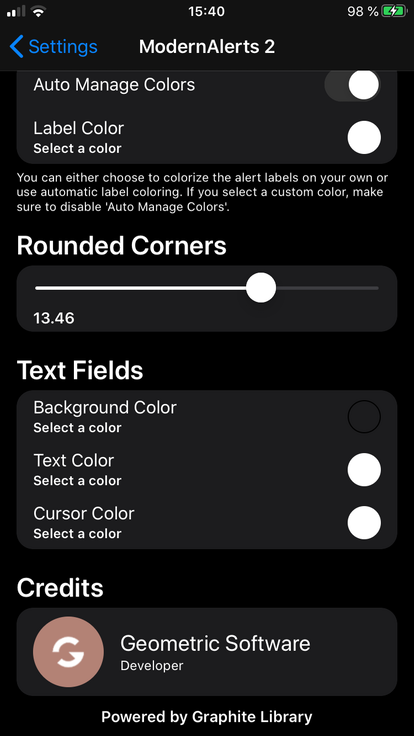 15:40
98 %
Settings
ModernAlerts 2
Auto Manage Colors
Label Color
Select a color
You can either choose to colorize the alert labels on your own or
use automatic label coloring. If you select a custom color, make
sure to disable 'Auto Manage Colors'.
Rounded Corners
13.46
Text Fields
Background Color
Select a color
Text Color
Select a color
Cursor Color
Select a color
Credits
Geometric Software
Developer
Powered by Graphite Library